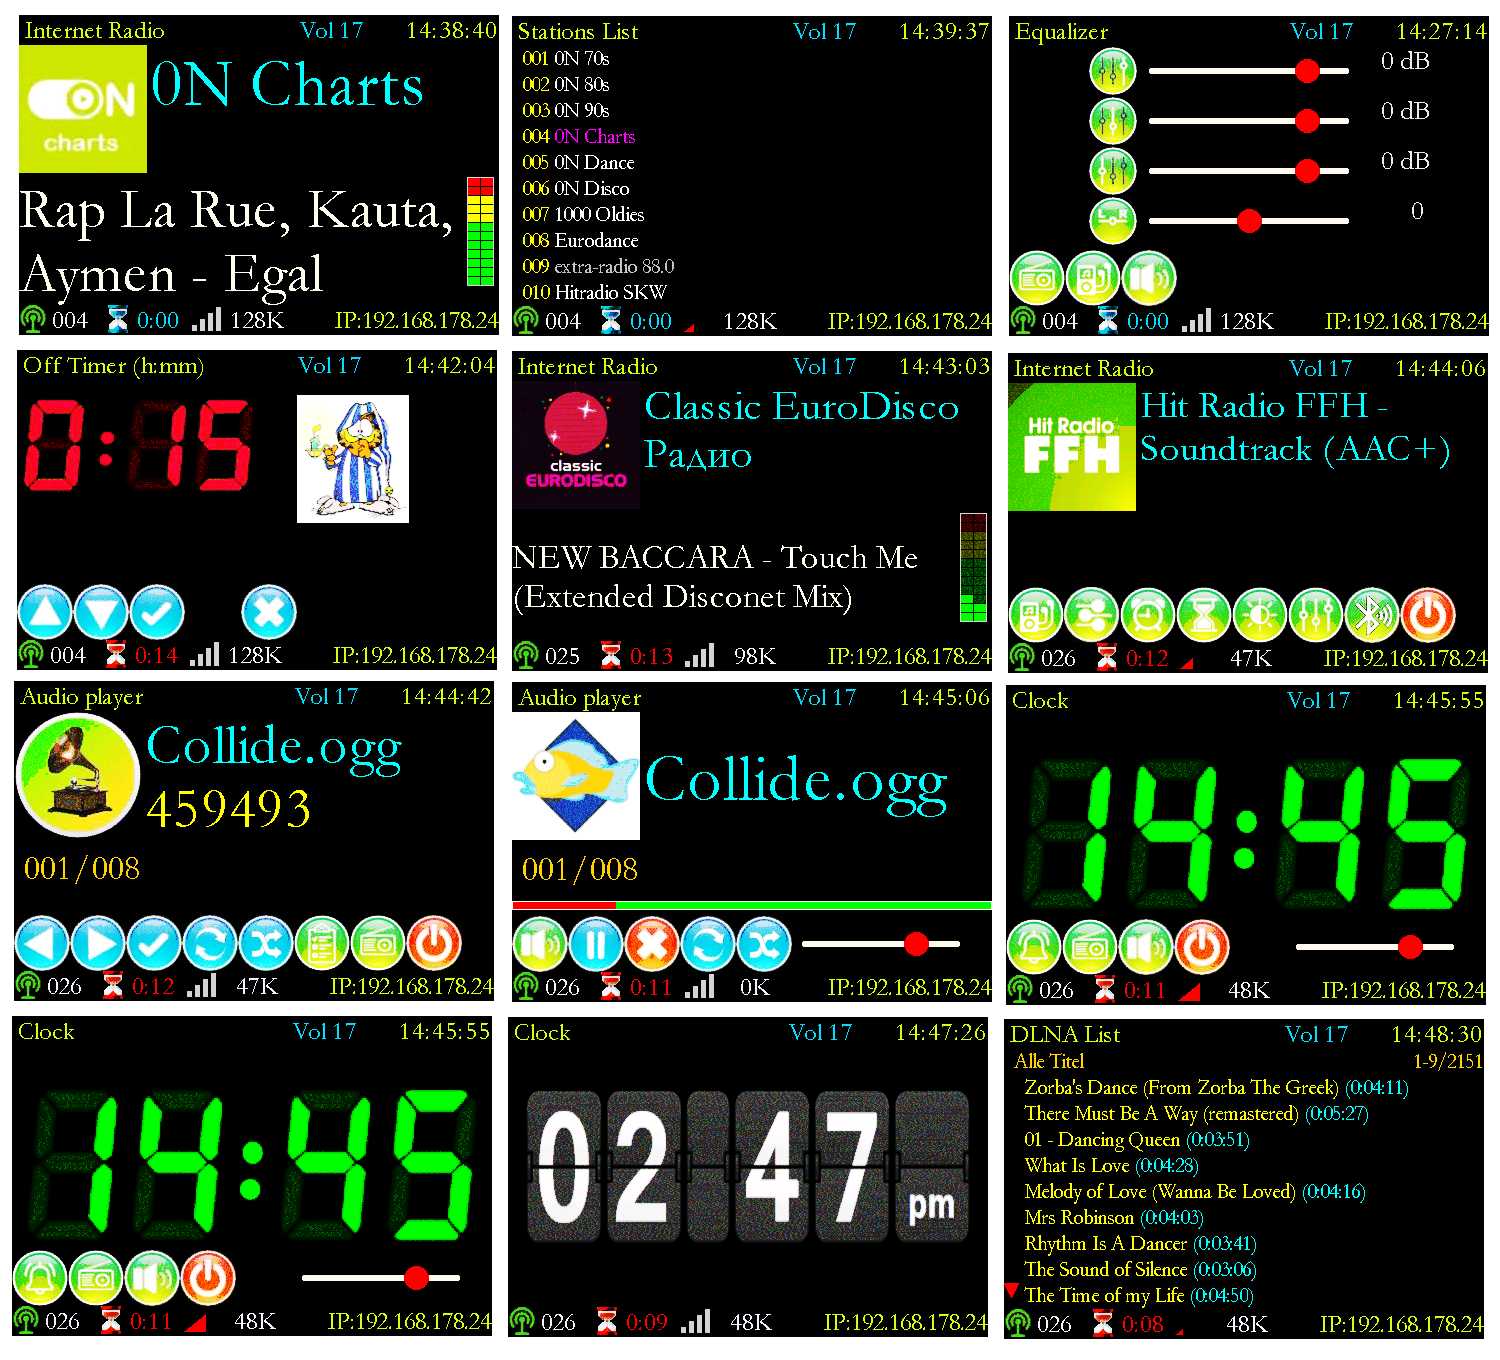 Internet Radio Vol 17 14:38:40
ON
charts
0N Charts
Rap La Rue, Kauta,
Aymen - Egal
004 0:00 128K IP:192.168.178.24
Stations List Vol 17 14:39:37
001 0N 70s
002 0N 80s
003 0N 90s
004 0N Charts
005 0N Dance
006 0N Disco
007 1000 Oldies
008 Eurodance
009 extra-radio 88.0
010 Hitradio SKW
004 0:00 128K IP:192.168.178.24
Equalizer Vol 17 14:27:14
0 dB
0 dB
0 dB
L R 0
004 0:00 128K IP:192.168.178.24
Off Timer (h:mm) Vol 17 14:42:04
0:15
004 0:14 128K IP:192.168.178.24
Internet Radio Vol 17 14:43:03
classic
EURODISCO
Classic EuroDisco
Радио
NEW BACCARA - Touch Me
(Extended Disconet Mix)
025 0:13 98K IP:192.168.178.24
Internet Radio Vol 17 14:44:06
Hit Radio
FFH
Hit Radio FFH -
Soundtrack (AAC+)
026 0:12 47K IP:192.168.178.24
Audio player Vol 17 14:44:42
Collide.ogg
459493
001/008
026 0:12 47K IP:192.168.178.24
Audio player Vol 17 14:45:06
Collide.ogg
001/008
026 0:11 0K IP:192.168.178.24
Clock Vol 17 14:45:55
14:45
026 0:11 48K IP:192.168.178.24
Clock Vol 17 14:45:55
14:45
026 0:11 48K IP:192.168.178.24
Clock Vol 17 14:47:26
02 47 pm
026 0:09 48K IP:192.168.178.24
DLNA List Vol 17 14:48:30
Alle Titel 1-9/2151
Zorba's Dance (From Zorba The Greek) (0:04:11)
There Must Be A Way (remastered) (0:05:27)
01 - Dancing Queen (0:03:51)
What Is Love (0:04:28)
Melody of Love (Wanna Be Loved) (0:04:16)
Mrs Robinson (0:04:03)
Rhythm Is A Dancer (0:03:41)
The Sound of Silence (0:03:06)
The Time of my Life (0:04:50)
026 0:08 48K IP:192.168.178.24